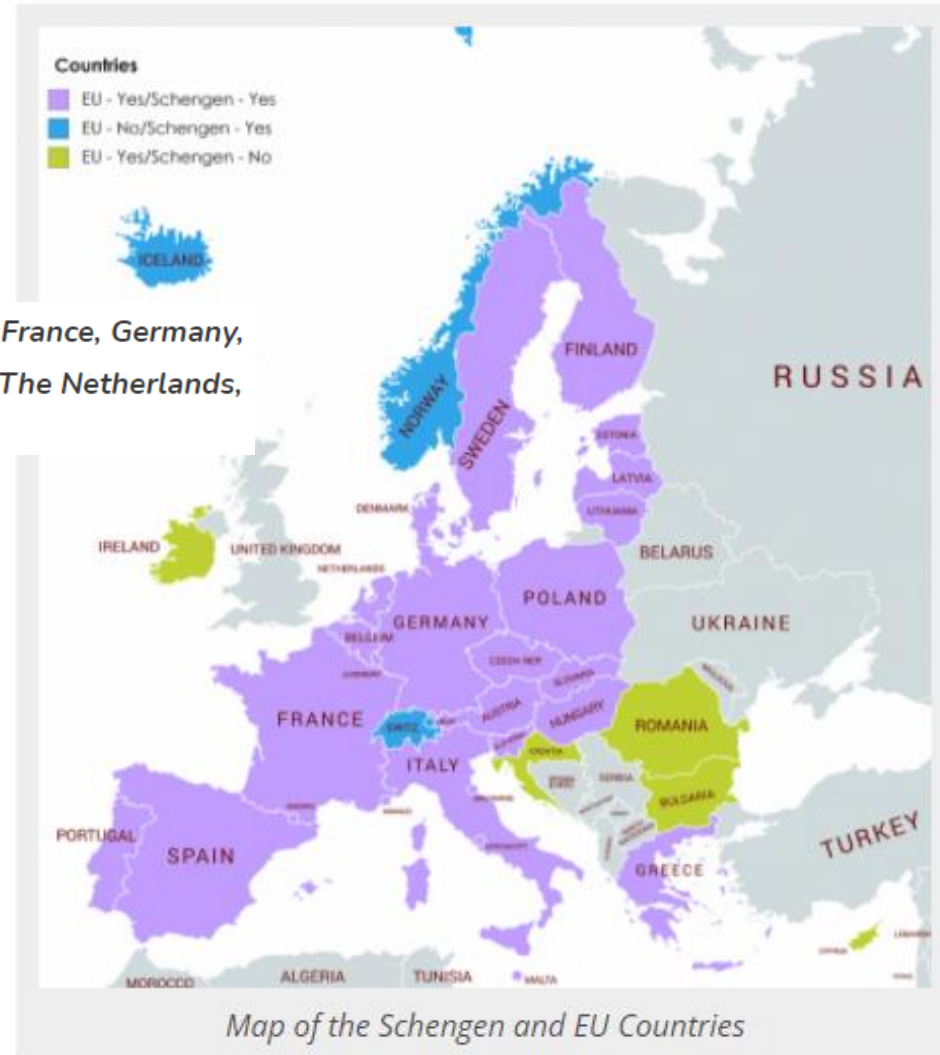 Countries
EU - Yes/Schengen - Yes
EU - No/Schengen - Yes
EU - Yes/Schengen - No
ICELAND
France, Germany,
The Netherlands,
FINLAND
RUSSIA
NORWAY
SWEDEN
ESTONIA
LATVIA
LITHUANIA
DENMARK
IRELAND
UNITED KINGDOM
BELARUS
NETHERLANDS
POLAND
GERMANY
UKRAINE
BELGIUM
CZECH REP
SLOVAKIA
MOLDOVA
AUSTRIA
HUNGARY
FRANCE
SWITZ
ROMANIA
ITALY
CROATIA
SERBIA
BULGARIA
PORTUGAL
SPAIN
TURKEY
GREECE
MOROCCO
ALGERIA
TUNISIA
MALTA
Map of the Schengen and EU Countries